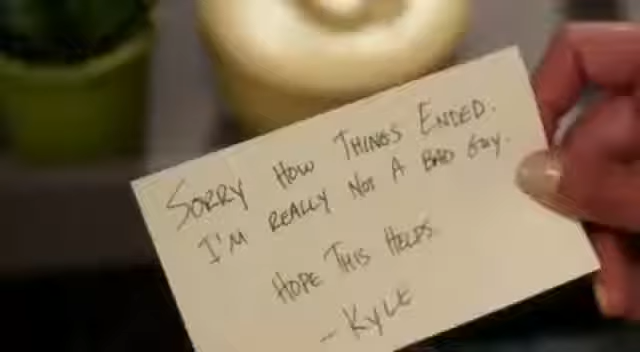 SORRY HOW THINGS ENDED.
I'M REALLY NOT A BAD GUY.
HOPE THIS HELPS.
- KYLE